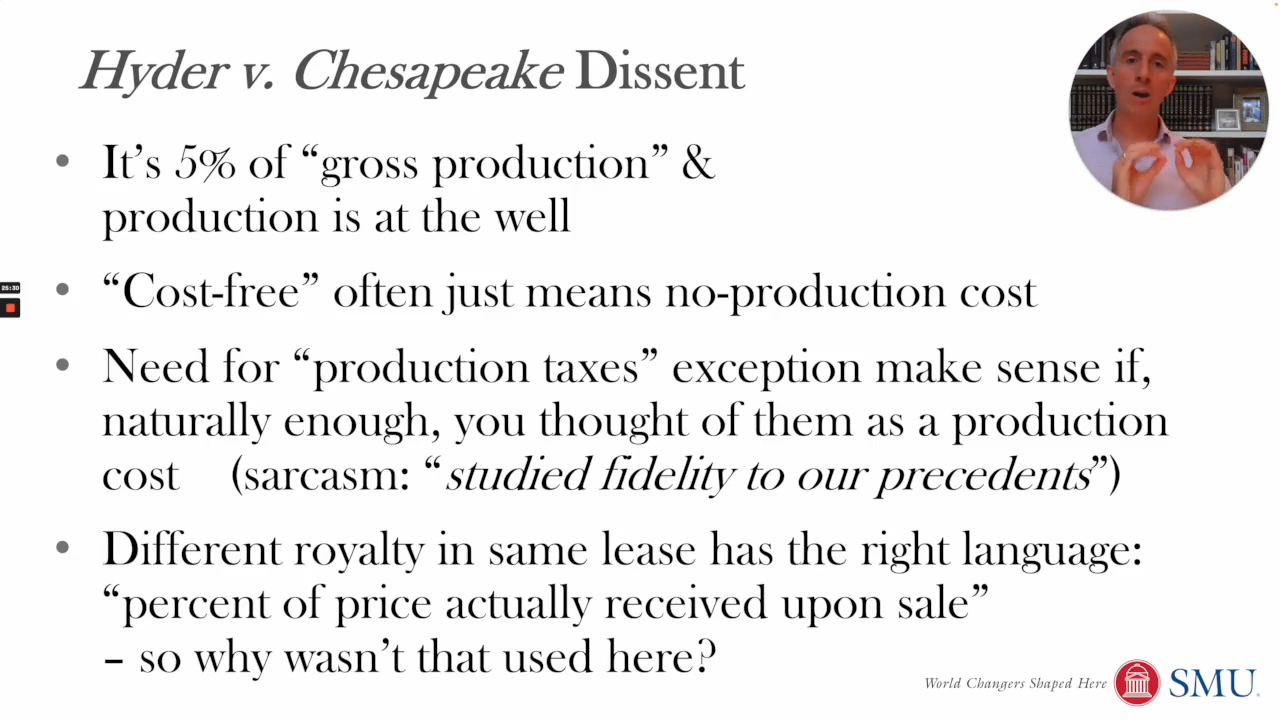 Hyder v. Chesapeake Dissent
• It’s 5% of “gross production” &
production is at the well
25:30
• “Cost-free” often just means no-production cost
• Need for “production taxes” exception make sense if,
naturally enough, you thought of them as a production
cost (sarcasm: “studied fidelity to our precedents”)
• Different royalty in same lease has the right language:
“percent of price actually received upon sale”
– so why wasn’t that used here?
World Changers Shaped Here
SMU